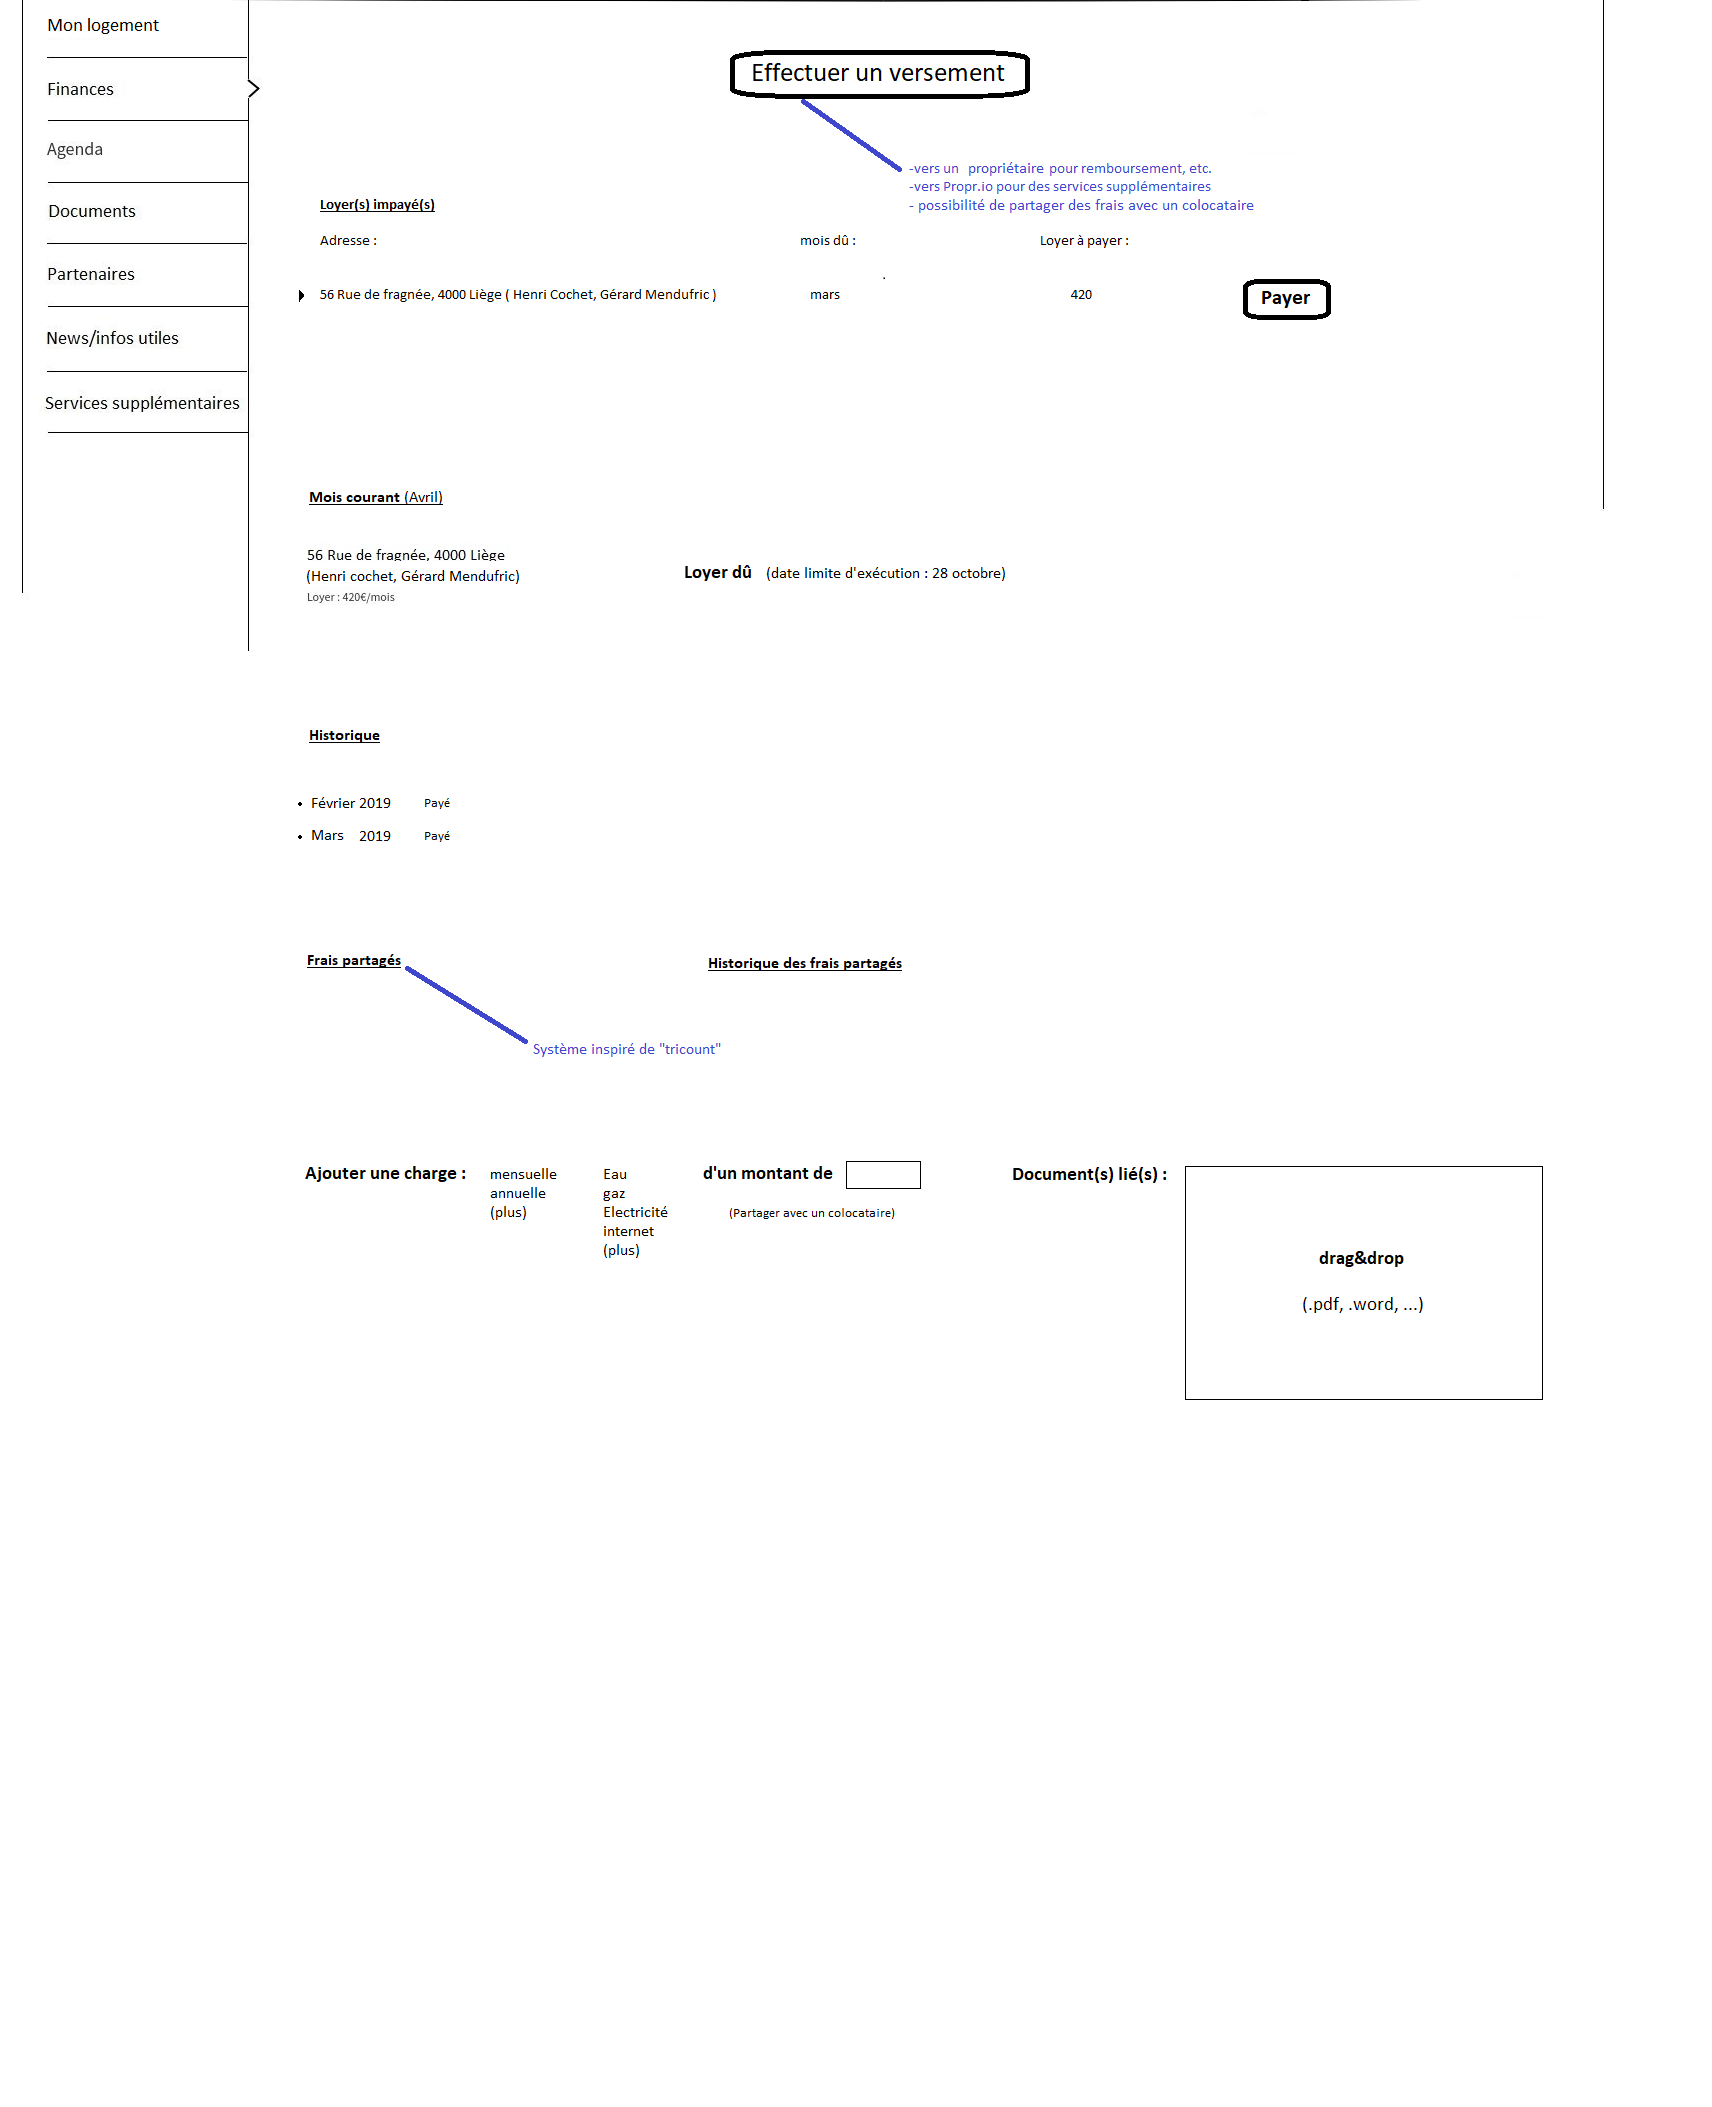 Mon logement
Finances
Agenda
Documents
Partenaires
News/infos utiles
Services supplémentaires
Effectuer un versement
-vers un propriétaire pour remboursement, etc.
-vers Propr.io pour des services supplémentaires
- possibilité de partager des frais avec un colocataire
Loyer(s) impayé(s)
Adresse : mois dû : Loyer à payer :
56 Rue de fragnée, 4000 Liège ( Henri Cochet, Gérard Mendufric ) mars 420 Payer
Mois courant (Avril)
56 Rue de fragnée, 4000 Liège
(Henri cochet, Gérard Mendufric)
Loyer : 420€/mois
Loyer dû (date limite d'exécution : 28 octobre)
Historique
• Février 2019 Payé
• Mars 2019 Payé
Frais partagés
Historique des frais partagés
Système inspiré de "tricount"
Ajouter une charge :
mensuelle
annuelle
(plus)
Eau
gaz
Electricité
internet
(plus)
d'un montant de
(Partager avec un colocataire)
Document(s) lié(s) :
drag&drop
(.pdf, .word, ...)